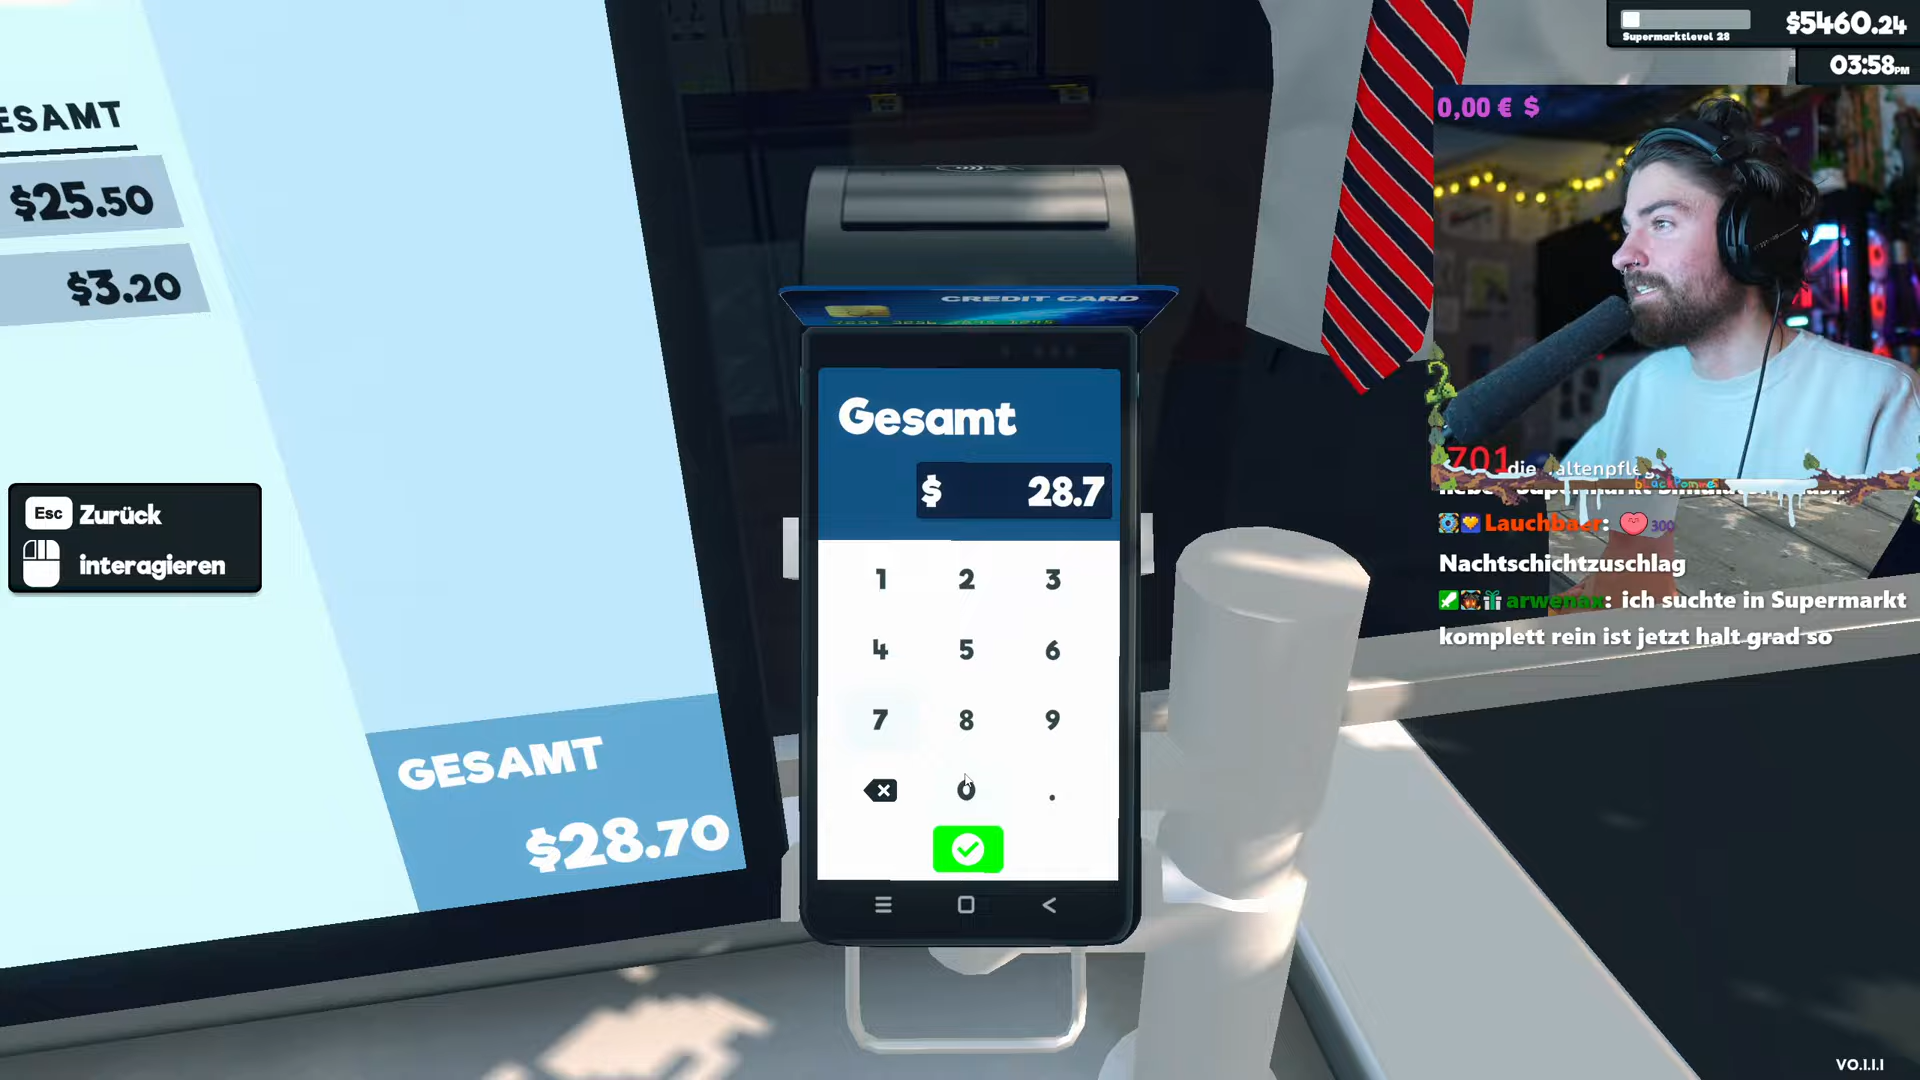 ESAMT
$25.50
$3.20
Esc Zurück
interagieren
GESAMT
$28.70
CREDIT CARD
Gesamt
$ 28.7
1 2 3
4 5 6
7 8 9
0 .
Supermarktlevel 28
$5460.24
03:58PM
0,00 € $
701
die
Lauchbaer: 300
Nachtschichtzuschlag
arwenax: ich suchte in Supermarkt
komplett rein ist jetzt halt grad so
V0.1.1.1